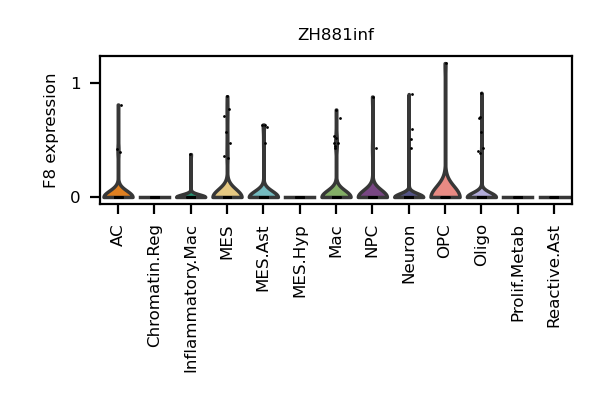 ZH881inf
F8 expression
1
0
AC
Chromatin.Reg
Inflammatory.Mac
MES
MES.Ast
MES.Hyp
Mac
NPC
Neuron
OPC
Oligo
Prolif.Metab
Reactive.Ast